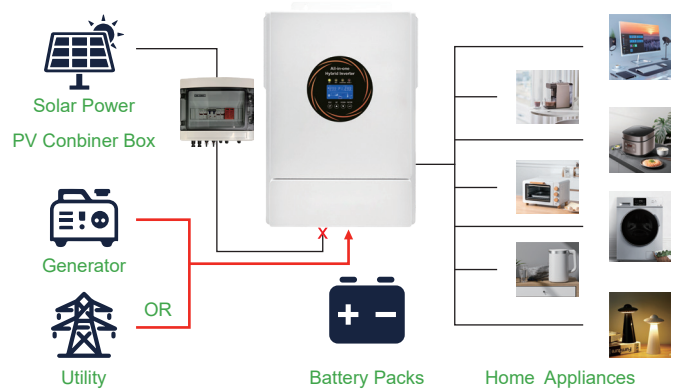 All-in-one
Hybrid Inverter
Solar Power
PV Conbiner Box
Generator
OR
Utility
Battery Packs
Home Appliances